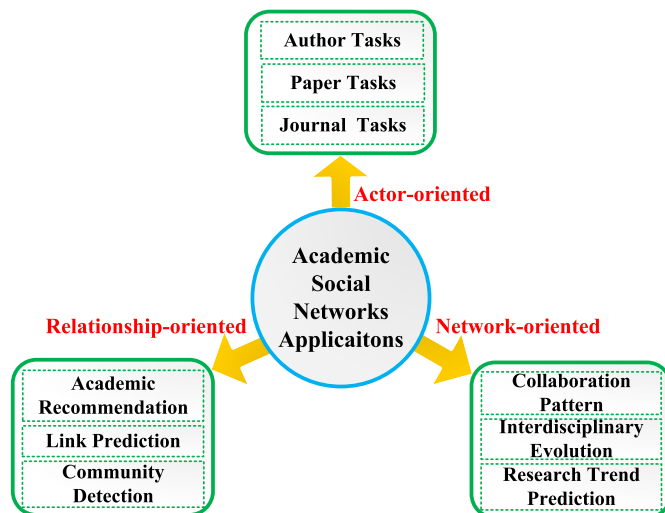 Author Tasks
Paper Tasks
Journal Tasks
Actor-oriented
Academic
Social
Networks
Applicaitons
Relationship-oriented
Network-oriented
Academic
Recommendation
Link Prediction
Community
Detection
Collaboration
Pattern
Interdisciplinary
Evolution
Research Trend
Prediction